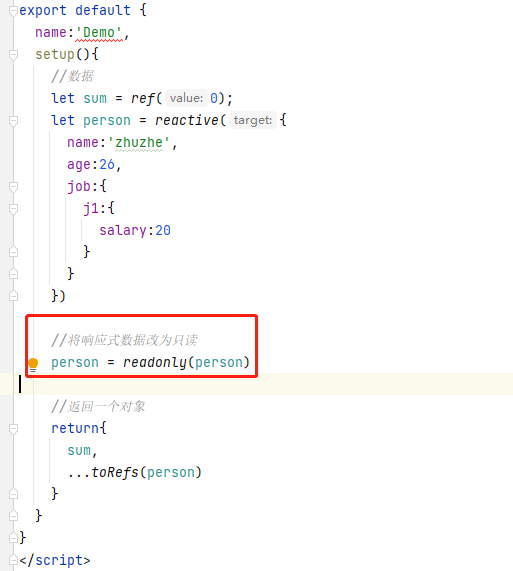 export default {
name:'Demo',
setup(){
//数据
let sum = ref( value: 0);
let person = reactive( target: {
name:'zhuzhe',
age:26,
job:{
j1:{
salary:20
}
}
})
//将响应式数据改为只读
person = readonly(person)
//返回一个对象
return{
sum,
...toRefs(person)
}
}
}
</script>